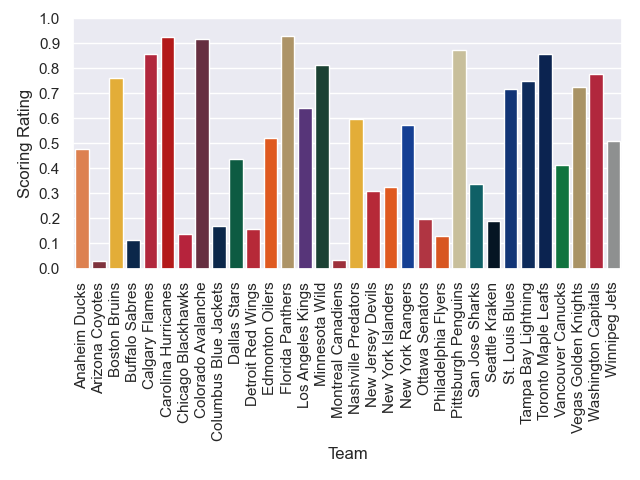 1.0
0.9
0.8
0.7
0.6
0.5
0.4
0.3
0.2
0.1
0.0
Scoring Rating
Anaheim Ducks
Arizona Coyotes
Boston Bruins
Buffalo Sabres
Calgary Flames
Carolina Hurricanes
Chicago Blackhawks
Colorado Avalanche
Columbus Blue Jackets
Dallas Stars
Detroit Red Wings
Edmonton Oilers
Florida Panthers
Los Angeles Kings
Minnesota Wild
Montreal Canadiens
Nashville Predators
New Jersey Devils
New York Islanders
New York Rangers
Ottawa Senators
Philadelphia Flyers
Pittsburgh Penguins
San Jose Sharks
Seattle Kraken
St. Louis Blues
Tampa Bay Lightning
Toronto Maple Leafs
Vancouver Canucks
Vegas Golden Knights
Washington Capitals
Winnipeg Jets
Team